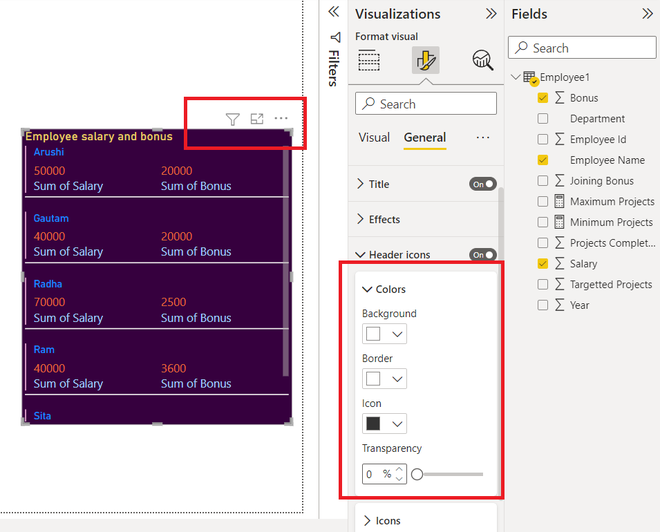 Employee salary and bonus
Arushi
50000 20000
Sum of Salary Sum of Bonus
Gautam
40000 20000
Sum of Salary Sum of Bonus
Radha
70000 2500
Sum of Salary Sum of Bonus
Ram
40000 3600
Sum of Salary Sum of Bonus
Sita
Filters
Visualizations
Format visual
Search
Visual General
Title On
Effects
Header icons On
Colors
Background
Border
Icon
Transparency
0 %
Icons
Fields
Search
Employee1
Bonus
Department
Employee Id
Employee Name
Joining Bonus
Maximum Projects
Minimum Projects
Projects Complet...
Salary
Targetted Projects
Year